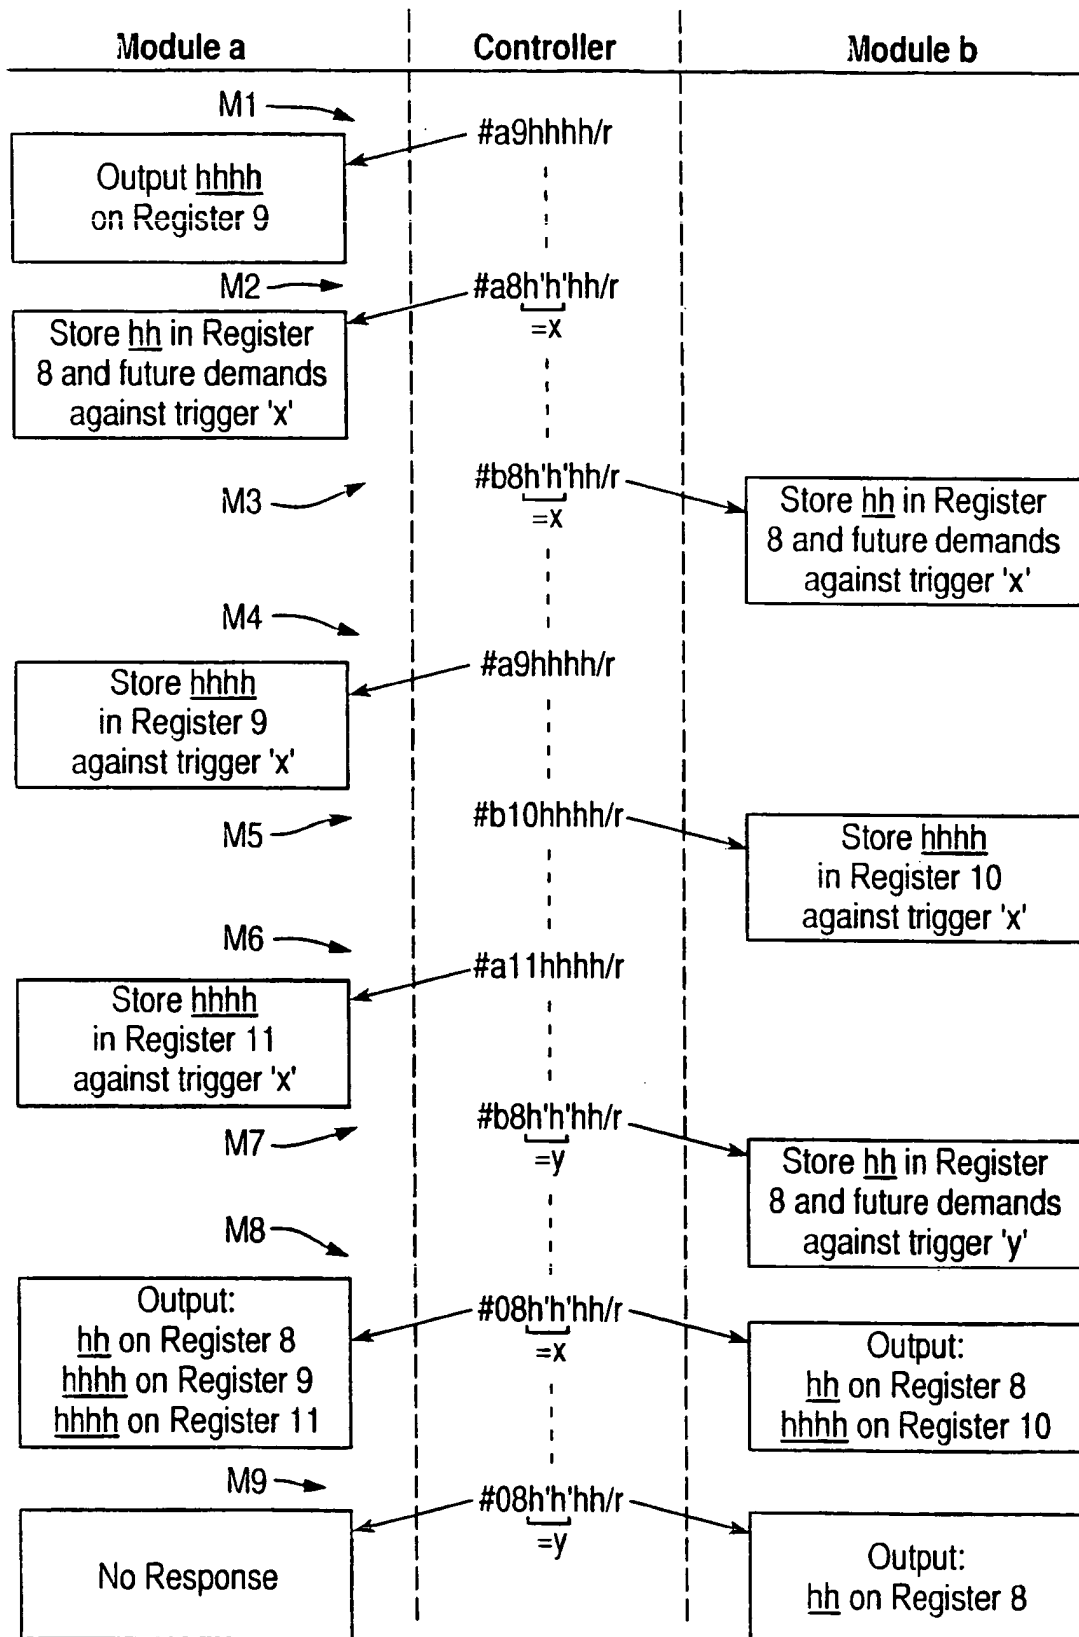 Module a
Controller
Module b
M1
#a9hhhh/r
Output hhhh
on Register 9
M2
#a8h'h'hh/r
=x
Store hh in Register
8 and future demands
against trigger 'x'
M3
#b8h'h'hh/r
=x
Store hh in Register
8 and future demands
against trigger 'x'
M4
#a9hhhh/r
Store hhhh
in Register 9
against trigger 'x'
M5
#b10hhhh/r
Store hhhh
in Register 10
against trigger 'x'
M6
#a11hhhh/r
Store hhhh
in Register 11
against trigger 'x'
M7
#b8h'h'hh/r
=y
Store hh in Register
8 and future demands
against trigger 'y'
M8
#08h'h'hh/r
=x
Output:
hh on Register 8
hhhh on Register 9
hhhh on Register 11
Output:
hh on Register 8
hhhh on Register 10
M9
#08h'h'hh/r
=y
No Response
Output:
hh on Register 8